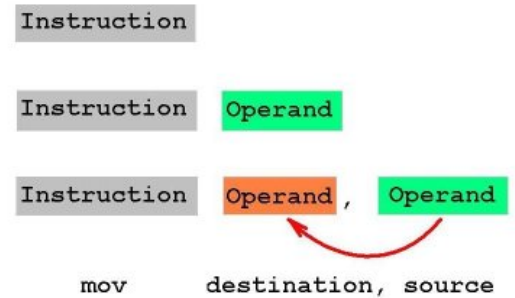 Instruction
Instruction Operand
Instruction Operand , Operand
mov destination, source